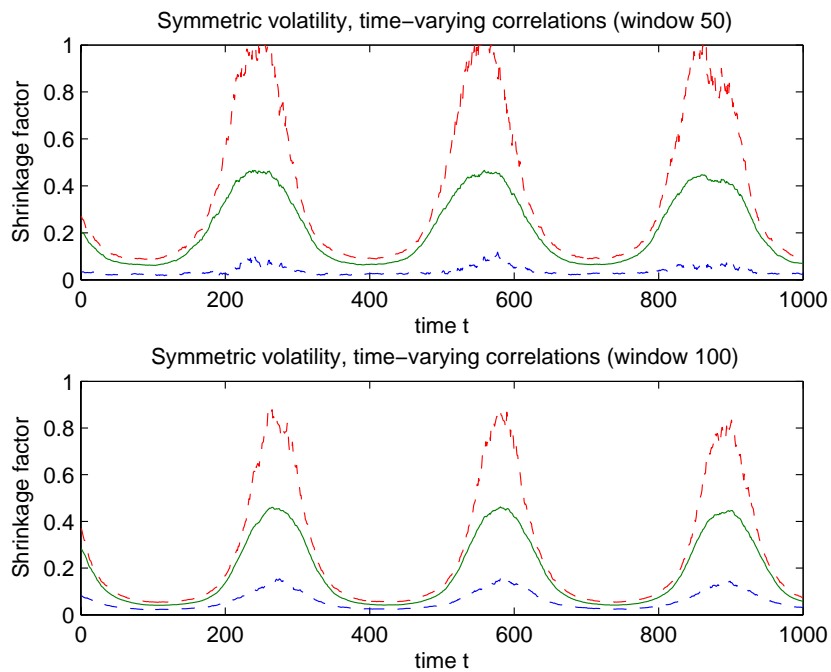 Symmetric volatility, time−varying correlations (window 50)
1
0.8
0.6
0.4
0.2
0
Shrinkage factor
0 200 400 600 800 1000
time t
Symmetric volatility, time−varying correlations (window 100)
1
0.8
0.6
0.4
0.2
0
Shrinkage factor
0 200 400 600 800 1000
time t